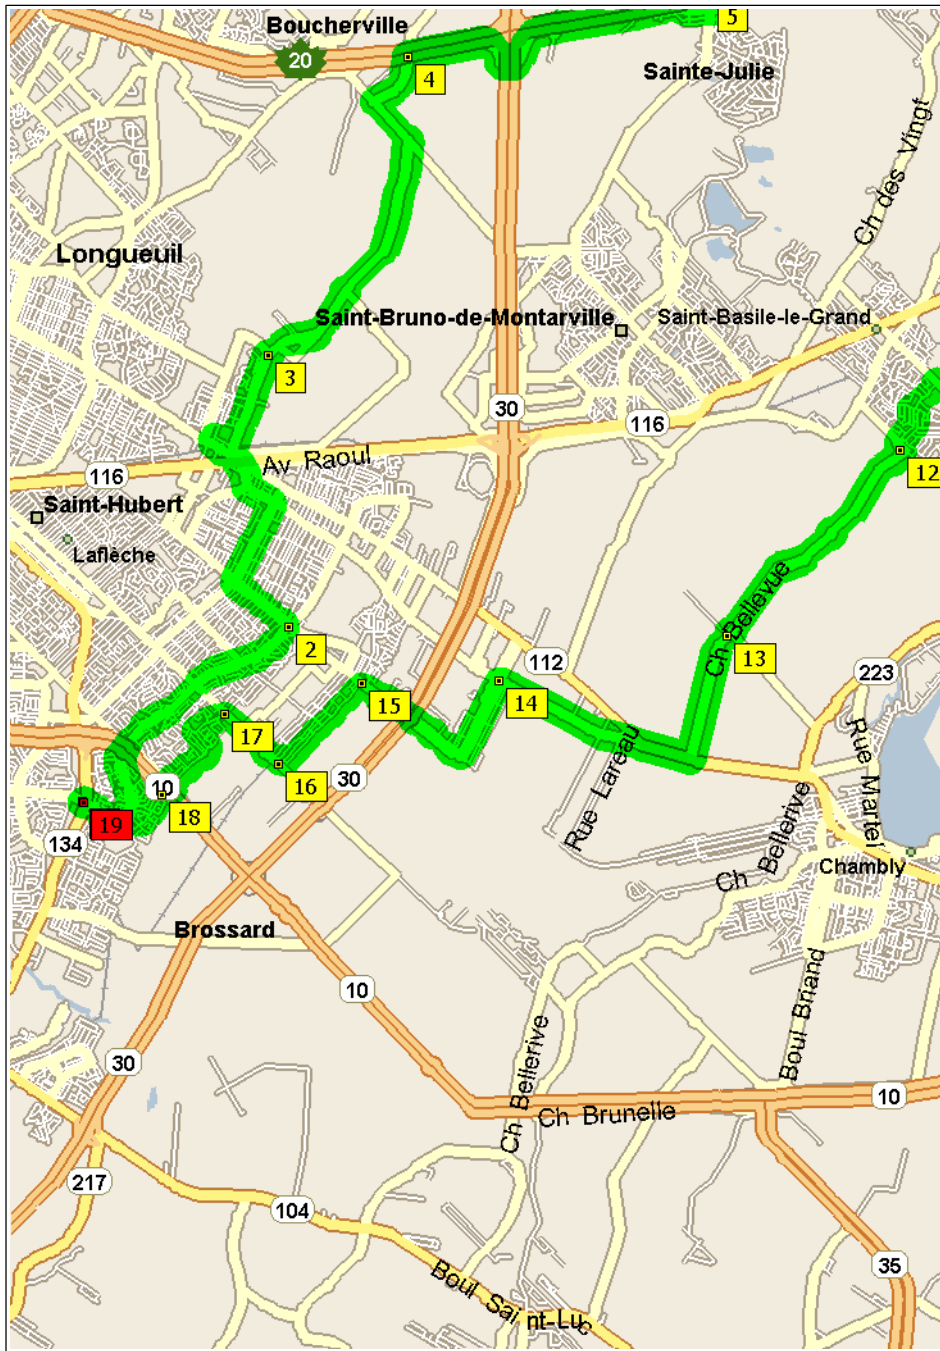 5
Boucherville
20
4
Sainte-Julie
Ch des Vingt
Longueuil
Saint-Bruno-de-Montarville
Saint-Basile-le-Grand
3
30
116
Av Raoul
116
12
Saint-Hubert
Laflèche
Ch Bellevue
2
13
112
223
14
15
17
16
30
Rue Lareau
Rue Martel
10
18
19
134
Ch Bellerive
Chambly
Brossard
10
Boul Briand
Ch Bellerive
30
10
Ch Brunelle
217
104
35
Boul Saint-Luc